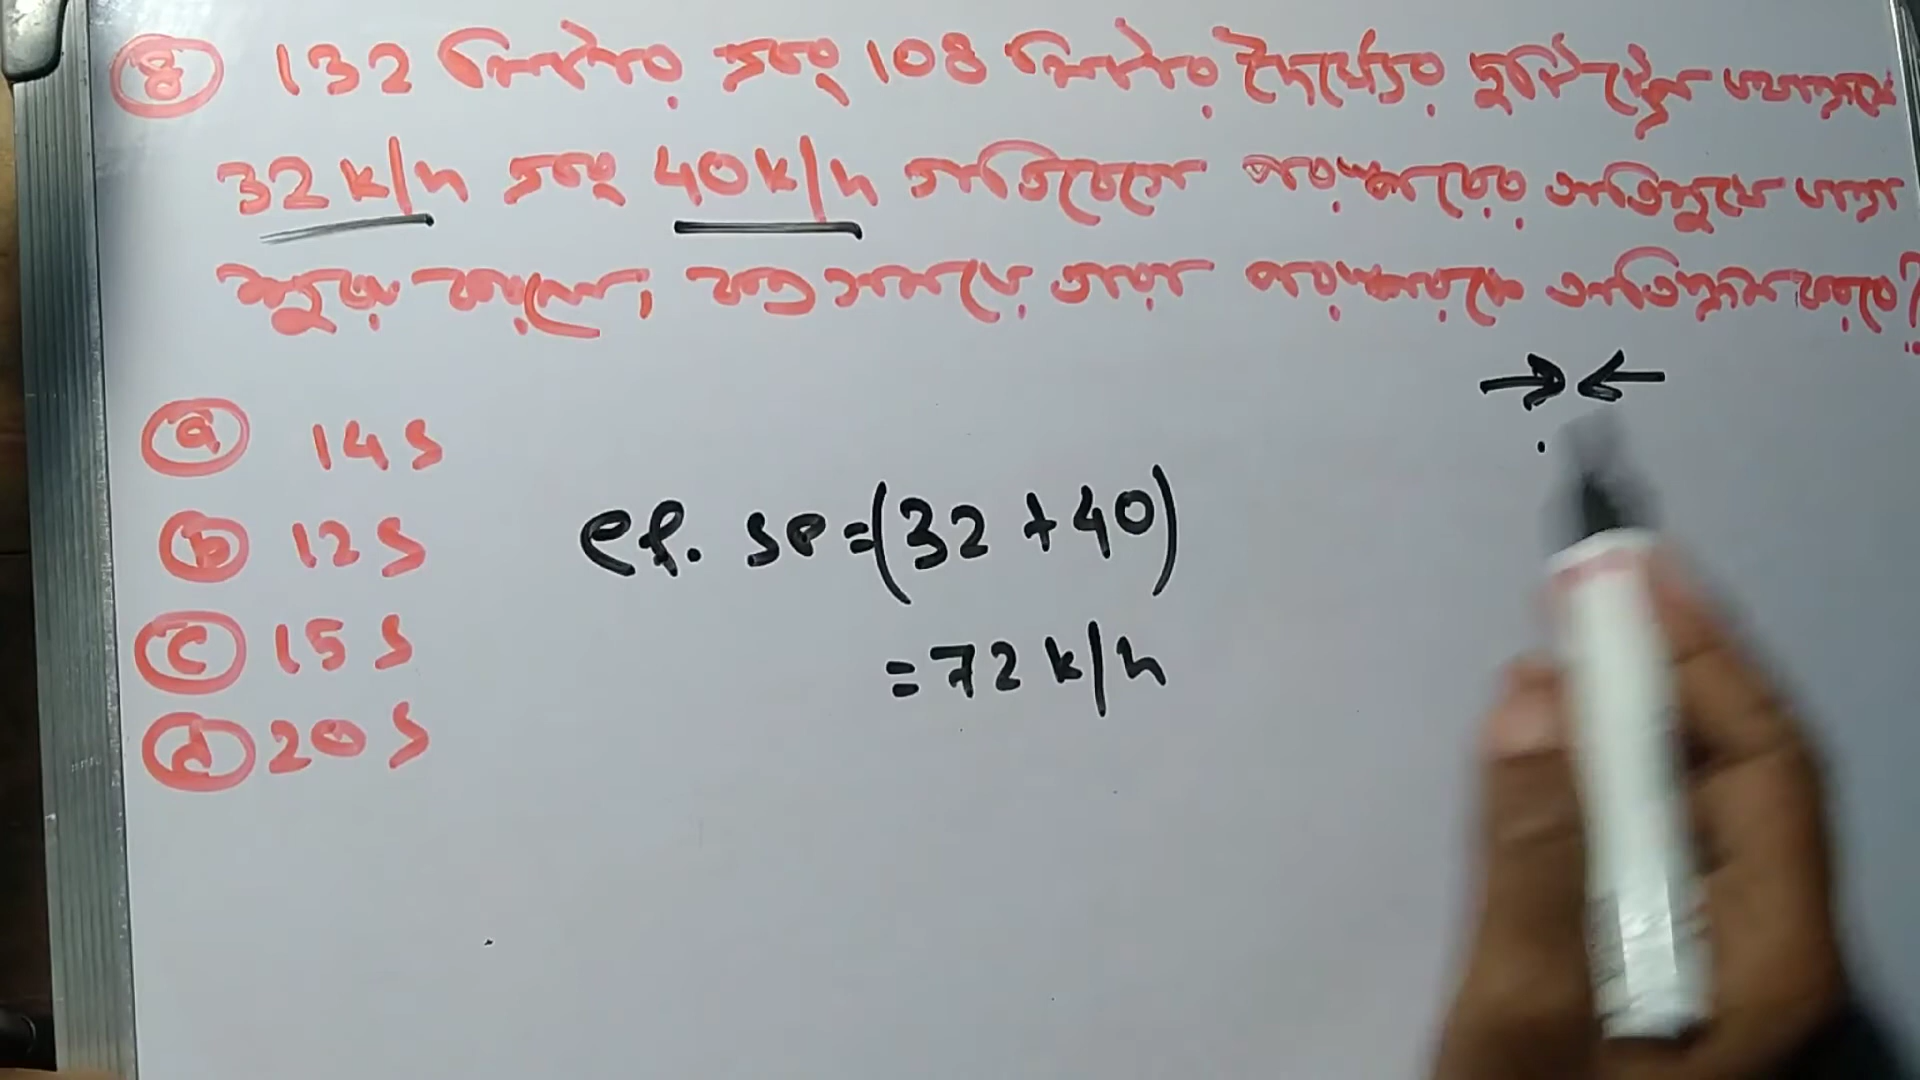 8 132 মিটার এবং 108 মিটার দৈর্ঘ্যের দুটি ট্রেন যথাক্রমে
32 k/h এবং 40 k/h গতিবেগে পরস্পরের অভিমুখে যাত্রা
শুরু করলে, কত সময়ে তারা পরস্পরকে অতিক্রম করবে?
a 14 s
b 12 s
c 15 s
d 20 s
ef. sp = (32 + 40)
= 72 k/h